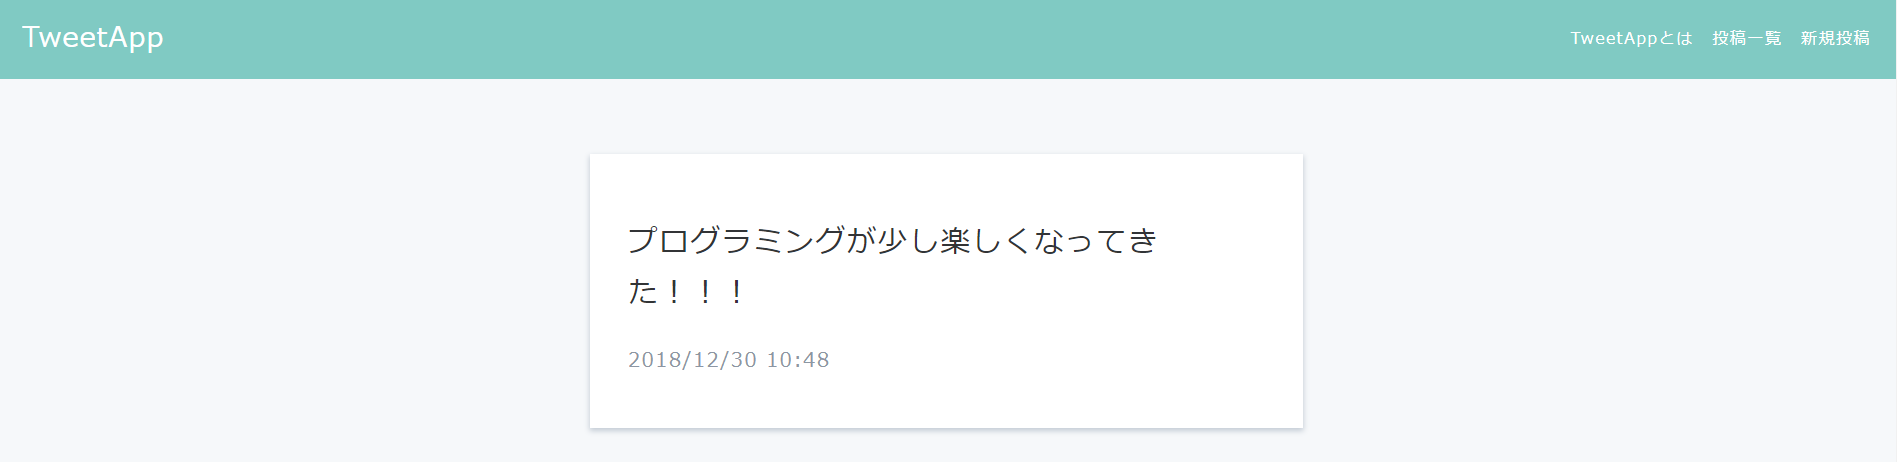 TweetApp
TweetAppとは 投稿一覧 新規投稿
プログラミングが少し楽しくなってき
た！！！
2018/12/30 10:48